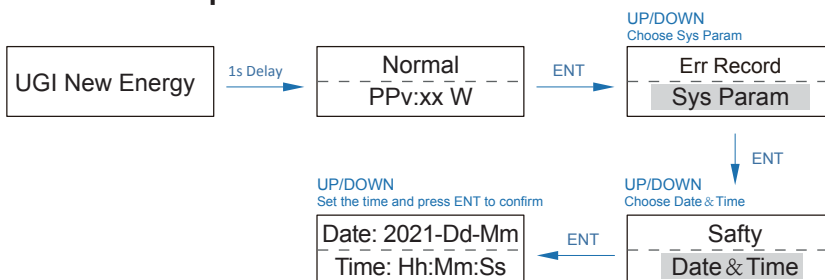 UP/DOWN
Choose Sys Param
UGI New Energy
1s Delay
Normal
PPv:xx W
ENT
Err Record
Sys Param
ENT
UP/DOWN
Set the time and press ENT to confirm
UP/DOWN
Choose Date & Time
Date: 2021-Dd-Mm
Time: Hh:Mm:Ss
ENT
Safty
Date & Time